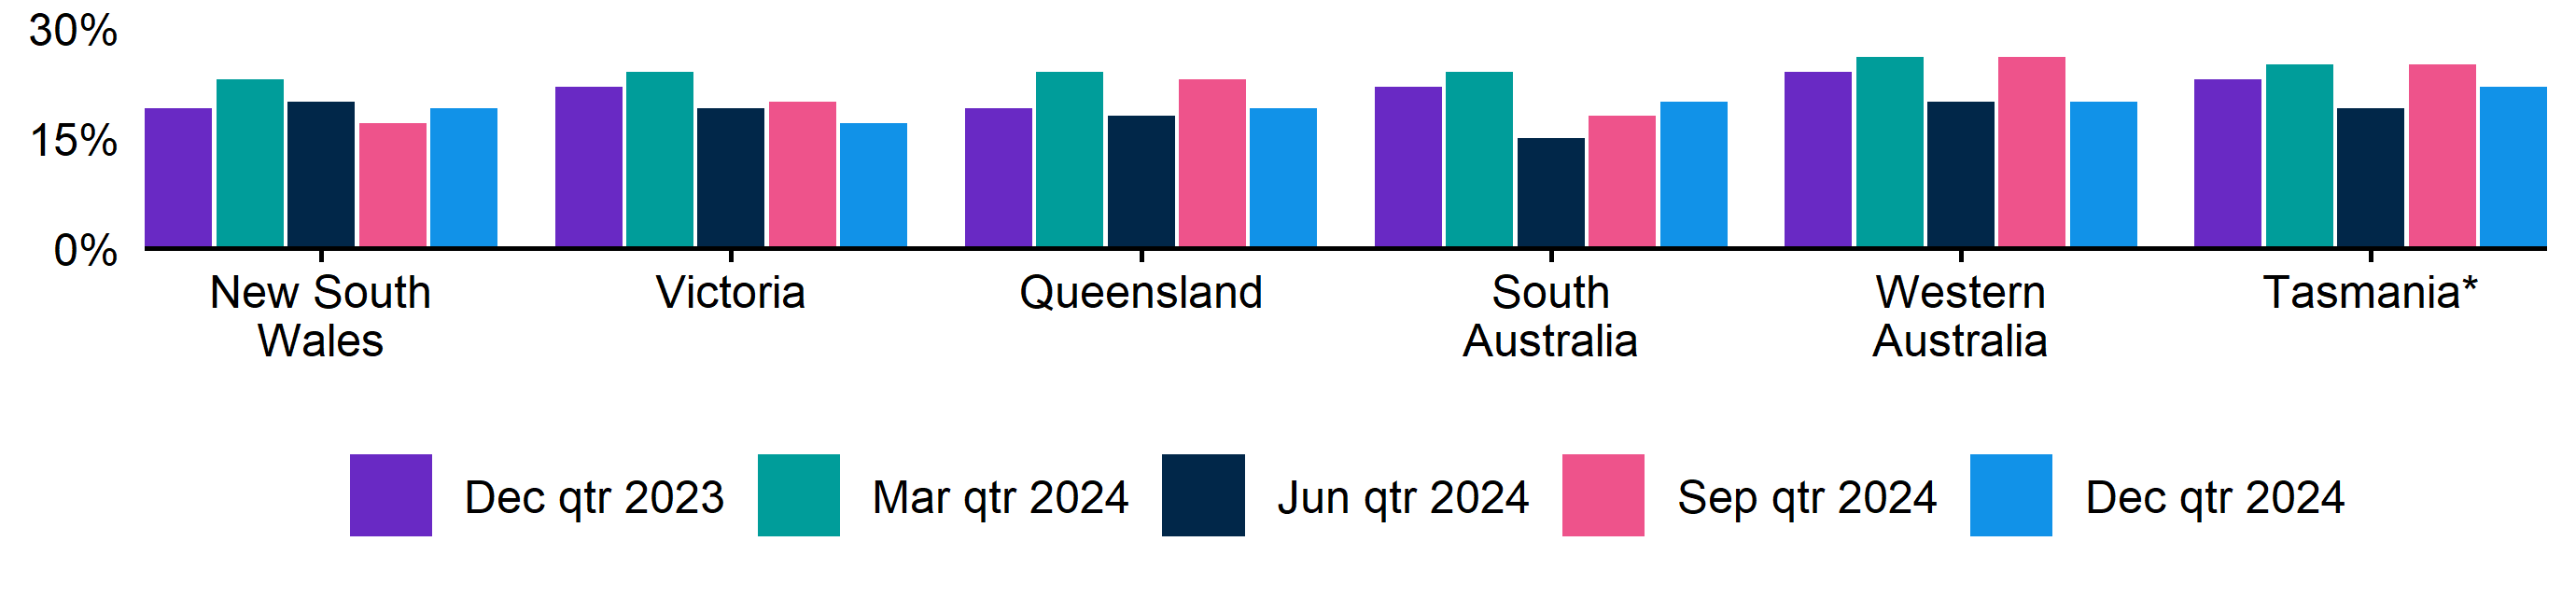 30%
15%
0%
New South
Wales
Victoria
Queensland
South
Australia
Western
Australia
Tasmania*
Dec qtr 2023
Mar qtr 2024
Jun qtr 2024
Sep qtr 2024
Dec qtr 2024